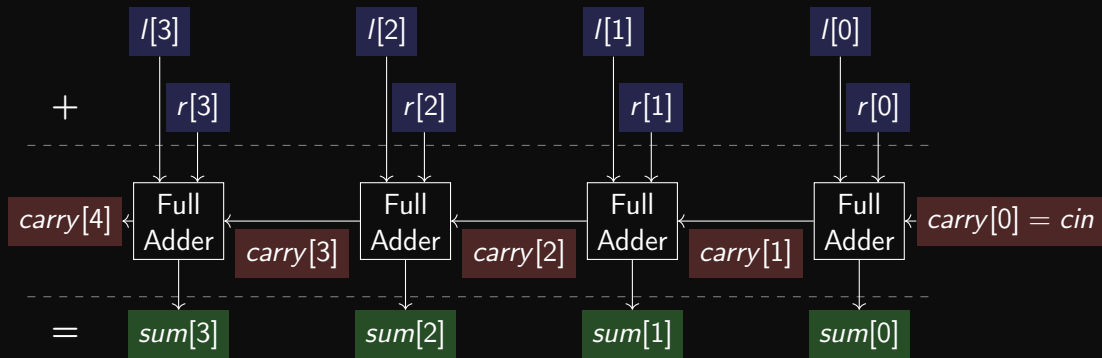 l[3] l[2] l[1] l[0]
+ r[3] r[2] r[1] r[0]
Full Adder Full Adder Full Adder Full Adder
carry[4] carry[0] = cin
carry[3] carry[2] carry[1]
= sum[3] sum[2] sum[1] sum[0]